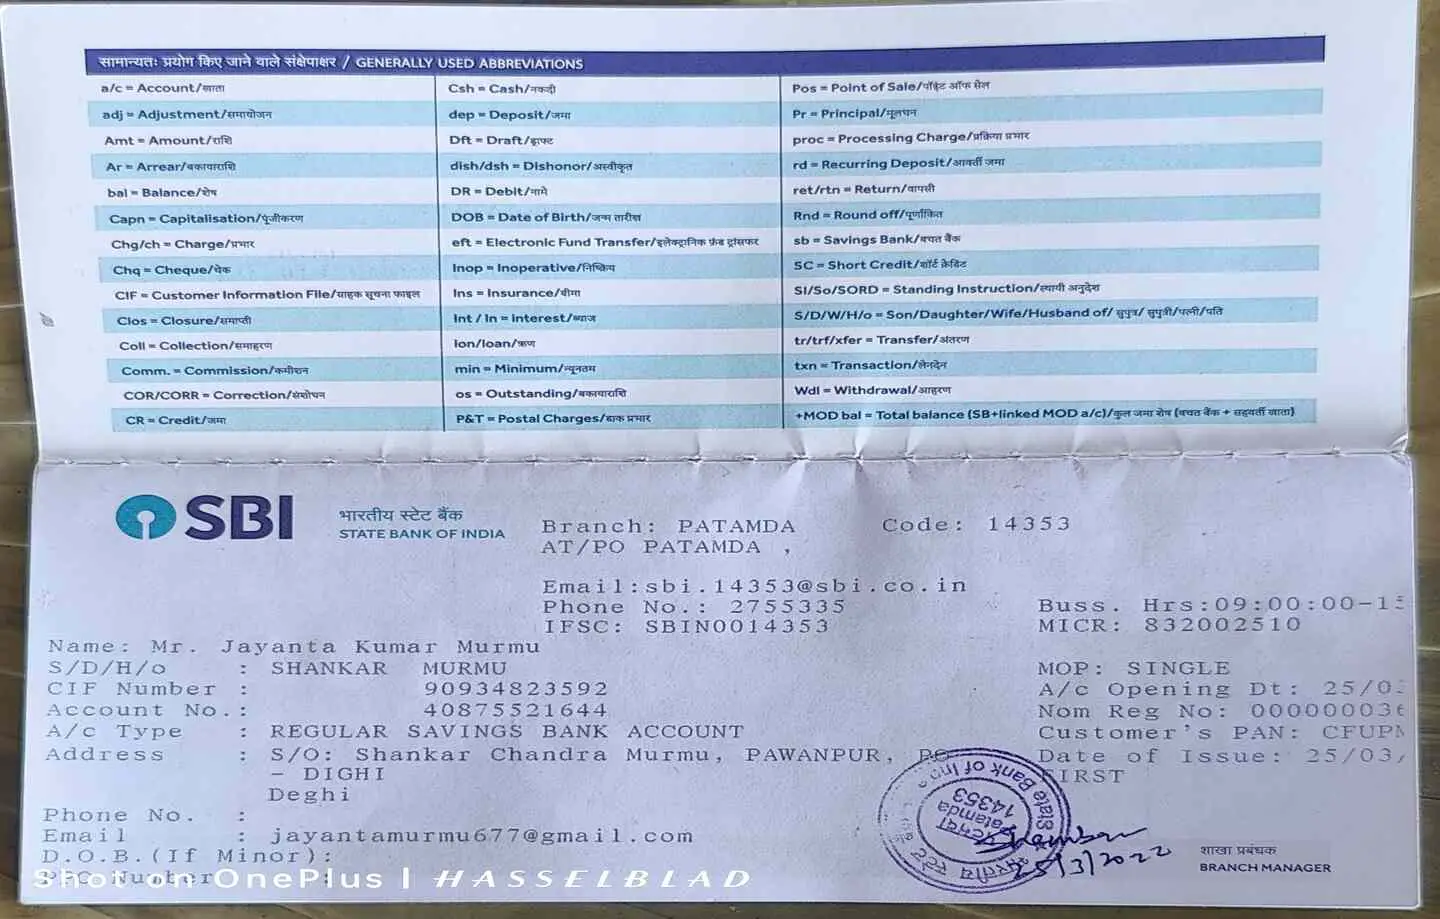 सामान्यतः प्रयोग किए जाने वाले संक्षेपाक्षर / GENERALLY USED ABBREVIATIONS
a/c = Account/खाता
adj = Adjustment/समायोजन
Amt = Amount/राशि
Ar = Arrear/बकायाराशि
bal = Balance/शेष
Capn = Capitalisation/पूंजीकरण
Chg/ch = Charge/प्रभार
Chq = Cheque/चेक
CIF = Customer Information File/ग्राहक सूचना फाइल
Clos = Closure/समाप्ती
Coll = Collection/समाहरण
Comm. = Commission/कमीशन
COR/CORR = Correction/संशोधन
CR = Credit/जमा
Csh = Cash/नकदी
dep = Deposit/जमा
Dft = Draft/ड्राफ्ट
dish/dsh = Dishonor/अस्वीकृत
DR = Debit/नामे
DOB = Date of Birth/जन्म तारीख
eft = Electronic Fund Transfer/इलेक्ट्रानिक फ़ंड ट्रांसफर
Inop = Inoperative/निष्क्रिय
Ins = Insurance/बीमा
Int / In = interest/ब्याज
lon/loan/ऋण
min = Minimum/न्यूनतम
os = Outstanding/बकायाराशि
P&T = Postal Charges/डाक प्रभार
Pos = Point of Sale/पॉइंट ऑफ सेल
Pr = Principal/मूलधन
proc = Processing Charge/प्रक्रिया प्रभार
rd = Recurring Deposit/आवर्ती जमा
ret/rtn = Return/वापसी
Rnd = Round off/पूर्णांकित
sb = Savings Bank/बचत बैंक
SC = Short Credit/शॉर्ट क्रेडिट
SI/So/SORD = Standing Instruction/स्थायी अनुदेश
S/D/W/H/o = Son/Daughter/Wife/Husband of/ सुपुत्र/ सुपुत्री/पत्नी/पति
tr/trf/xfer = Transfer/अंतरण
txn = Transaction/लेनदेन
Wdl = Withdrawal/आहरण
+MOD bal = Total balance (SB+linked MOD a/c)/कुल जमा शेष (बचत बैंक + सहवर्ती खाता)
SBI
भारतीय स्टेट बैंक
STATE BANK OF INDIA
Branch: PATAMDA Code: 14353
AT/PO PATAMDA ,
Email:sbi.14353@sbi.co.in
Phone No.: 2755335
IFSC: SBIN0014353
Buss. Hrs:09:00:00-15
MICR: 832002510
Name: Mr. Jayanta Kumar Murmu
S/D/H/o : SHANKAR MURMU
CIF Number : 90934823592
Account No.: 40875521644
A/c Type : REGULAR SAVINGS BANK ACCOUNT
Address : S/O: Shankar Chandra Murmu, PAWANPUR, PO
- DIGHI
Deghi
Phone No. :
Email : jayantamurmu677@gmail.com
D.O.B.(If Minor):
MOP: SINGLE
A/c Opening Dt: 25/03
Nom Reg No: 000000036
Customer's PAN: CFUPM
Date of Issue: 25/03/
FIRST
भारतीय स्टेट
State Bank of India
Patamda
14353
25/3/2022
शाखा प्रबंधक
BRANCH MANAGER
Shot on OnePlus | HASSELBLAD